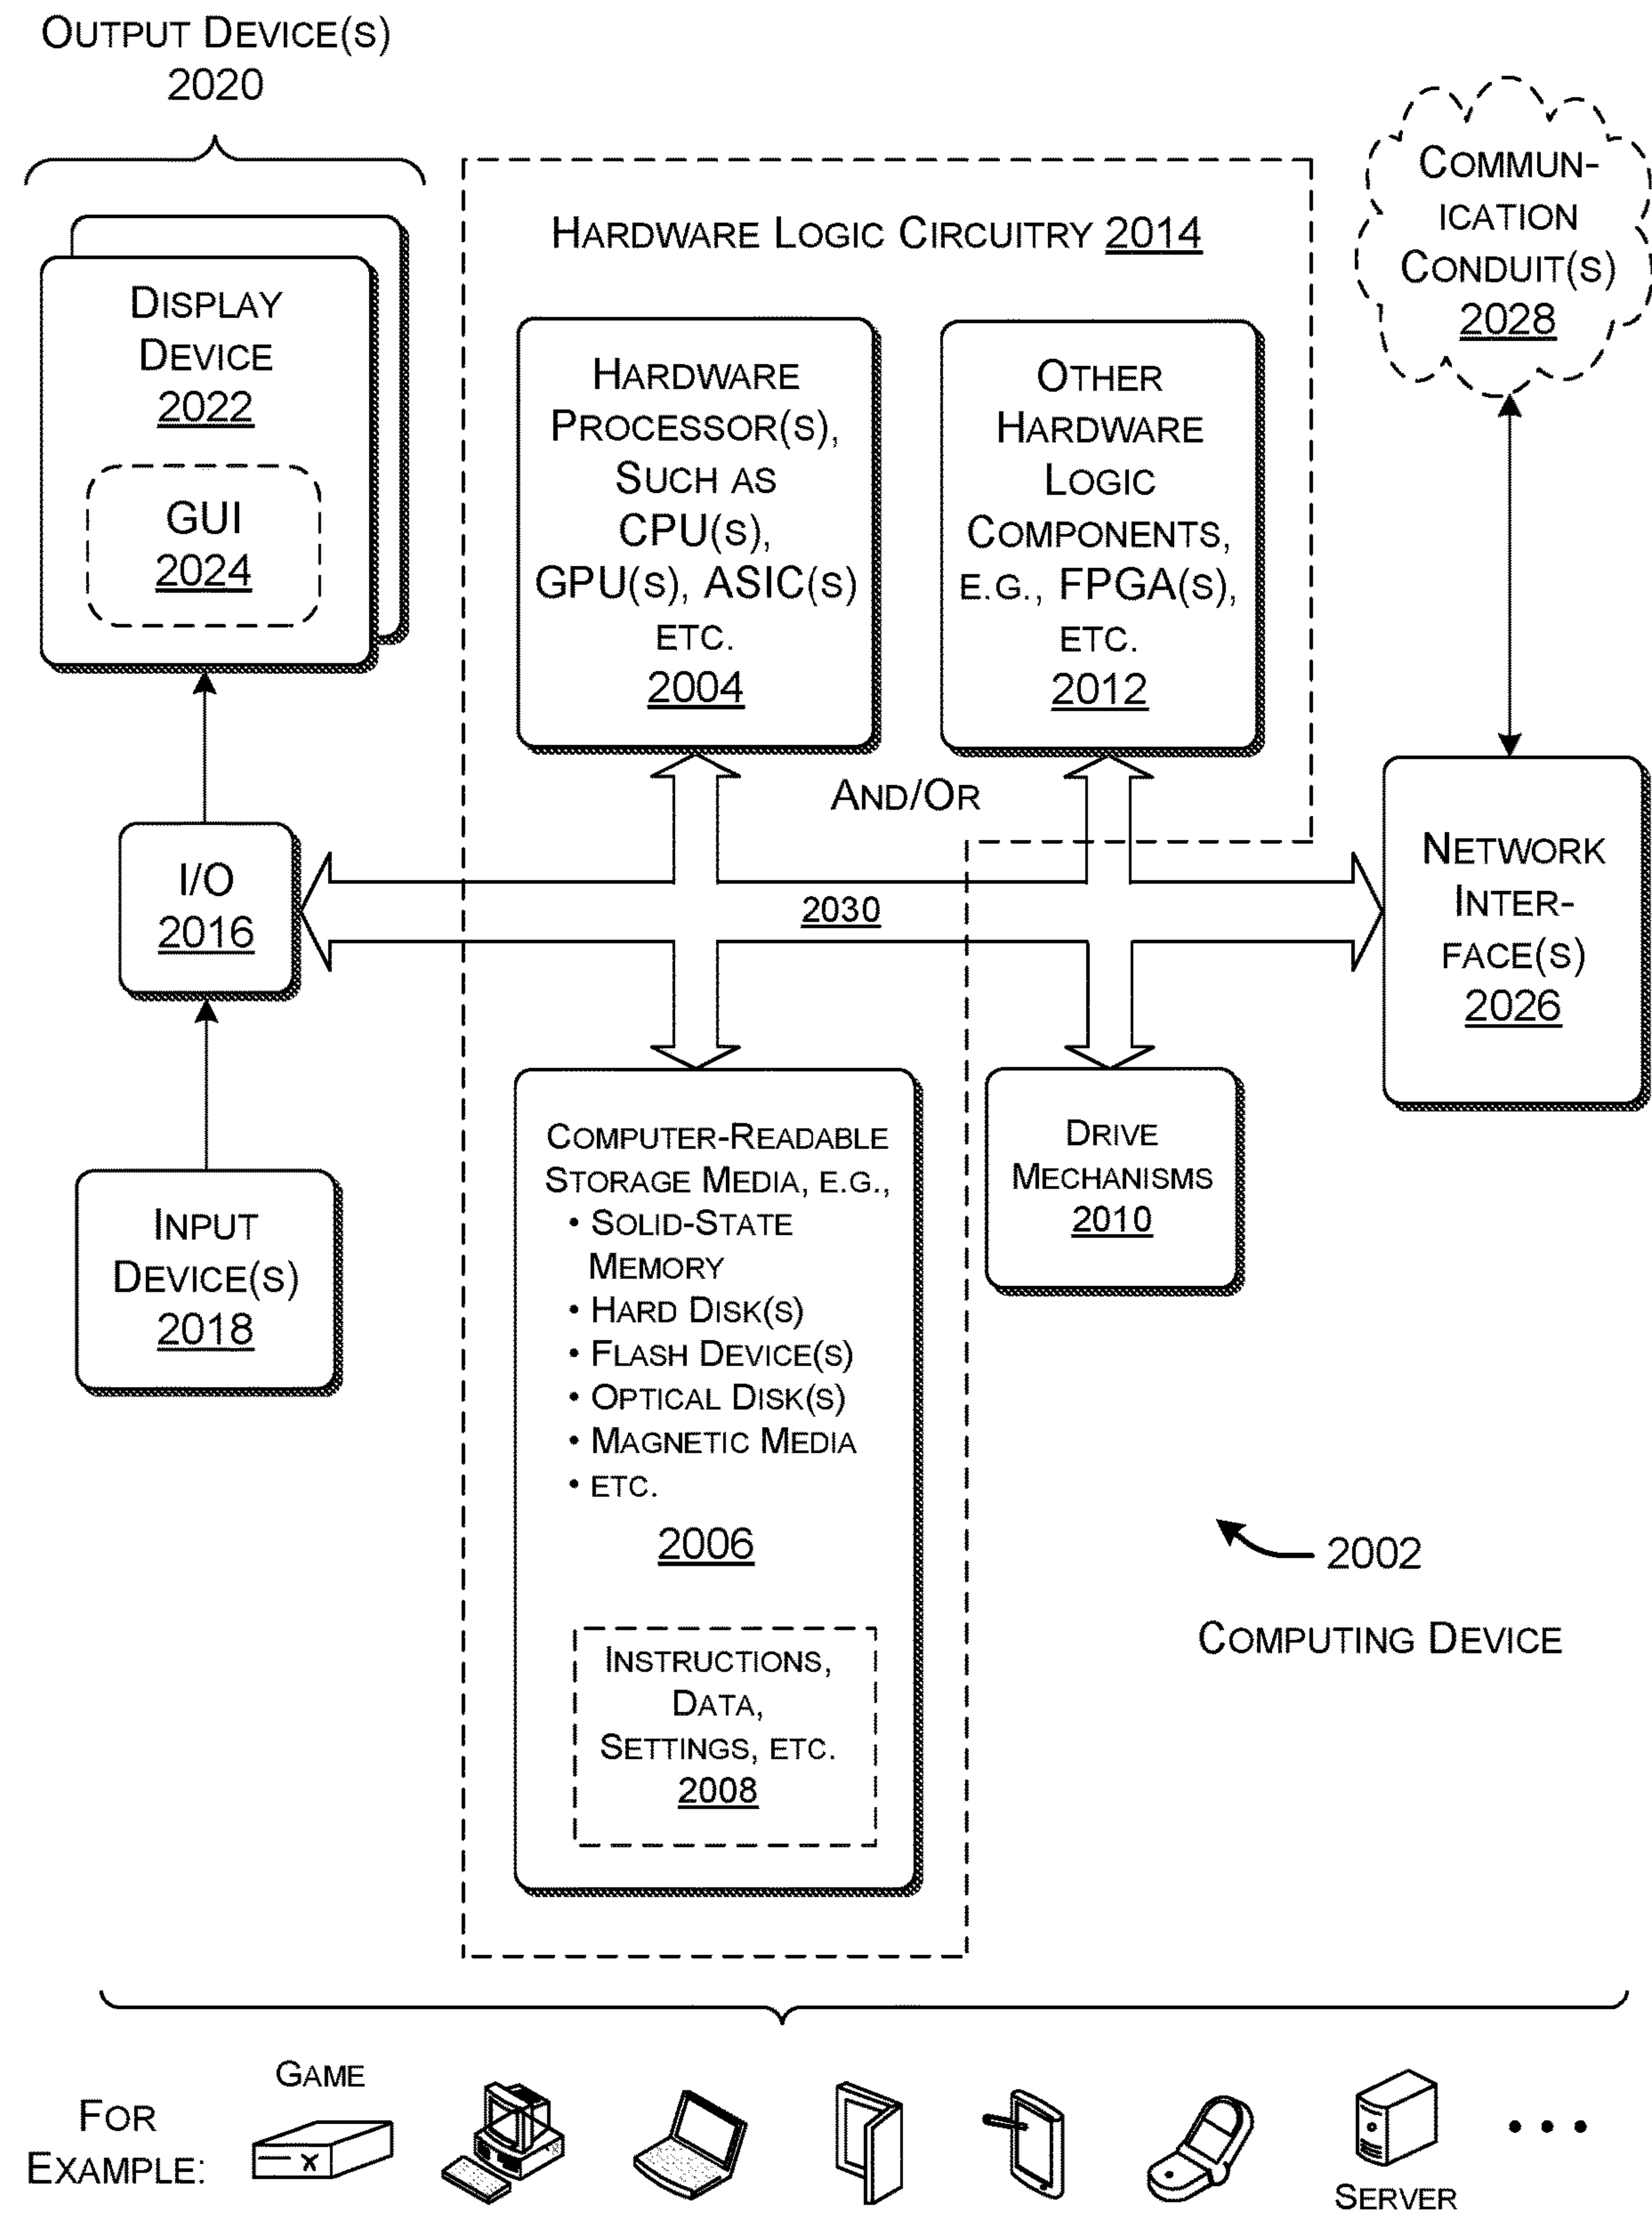 OUTPUT DEVICE(S)
2020
DISPLAY
DEVICE
2022
GUI
2024
I/O
2016
INPUT
DEVICE(S)
2018
HARDWARE LOGIC CIRCUITRY 2014
HARDWARE
PROCESSOR(S),
SUCH AS
CPU(S),
GPU(S), ASIC(S)
ETC.
2004
OTHER
HARDWARE
LOGIC
COMPONENTS,
E.G., FPGA(S),
ETC.
2012
AND/OR
2030
COMPUTER-READABLE
STORAGE MEDIA, E.G.,
• SOLID-STATE
MEMORY
• HARD DISK(S)
• FLASH DEVICE(S)
• OPTICAL DISK(S)
• MAGNETIC MEDIA
• ETC.
2006
INSTRUCTIONS,
DATA,
SETTINGS, ETC.
2008
DRIVE
MECHANISMS
2010
COMMUN-
ICATION
CONDUIT(S)
2028
NETWORK
INTER-
FACE(S)
2026
2002
COMPUTING DEVICE
FOR
EXAMPLE:
GAME
X
SERVER
• • •